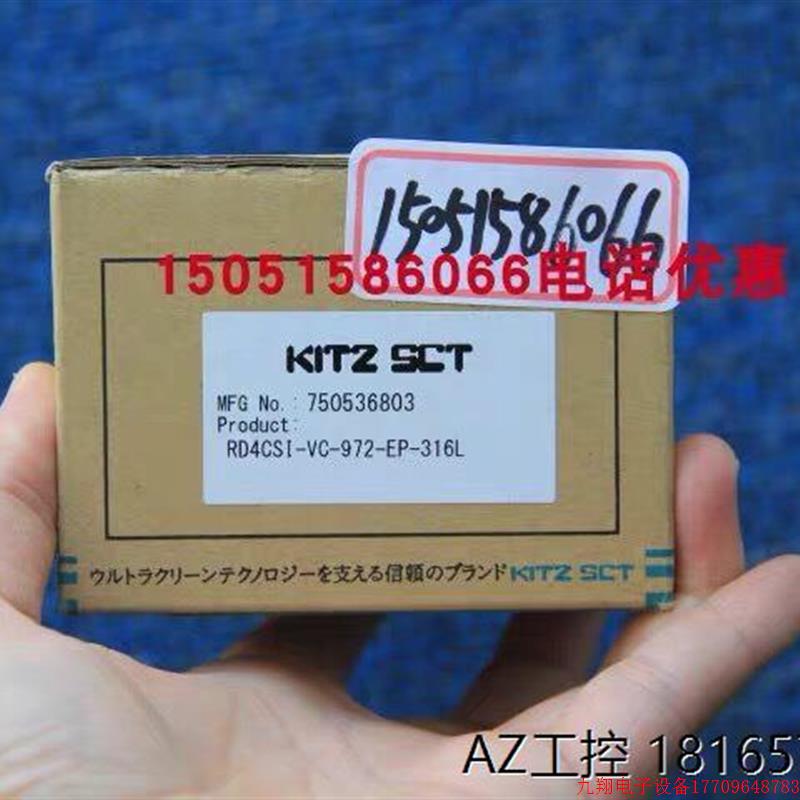 15051586066
15051586066电话优惠
KITZ SCT
MFG No.: 750536803
Product:
RD4CSI-VC-972-EP-316L
ウルトラクリーンテクノロジーを支える信頼のブランド KITZ SCT
AZ工控 18165
九翔电子设备17709648783